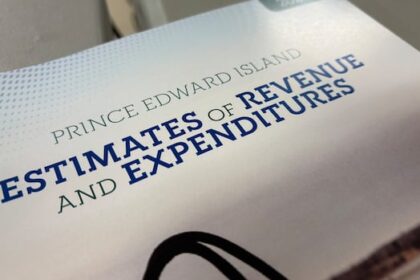 PRINCE EDWARD ISLAND
ESTIMATES OF REVENUE
AND EXPENDITURES